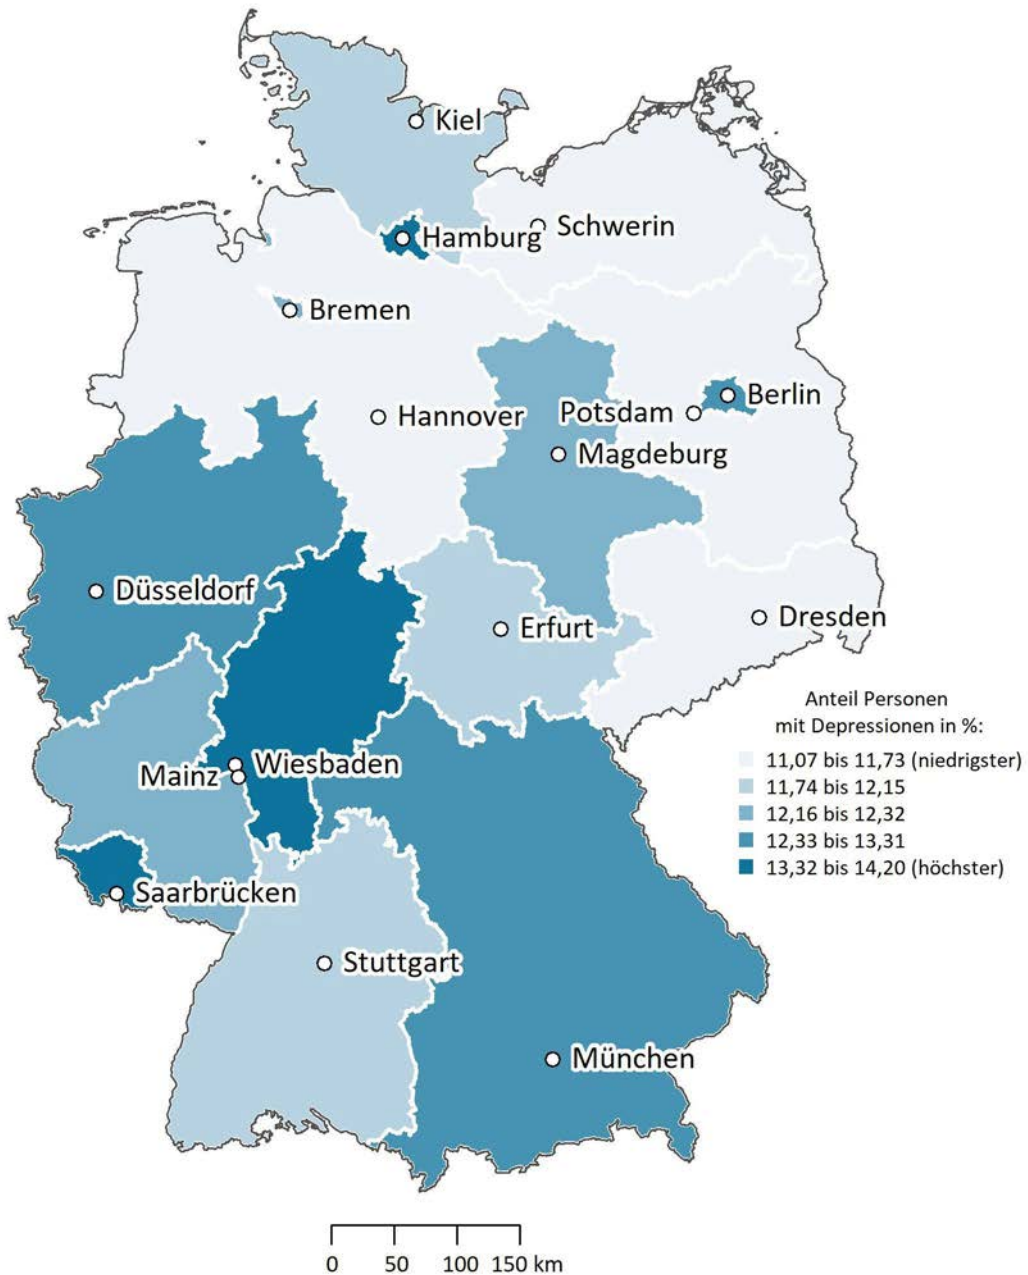 Kiel
Schwerin
Hamburg
Bremen
Berlin
Hannover
Potsdam
Magdeburg
Düsseldorf
Dresden
Erfurt
Anteil Personen
mit Depressionen in %:
11,07 bis 11,73 (niedrigster)
11,74 bis 12,15
12,16 bis 12,32
12,33 bis 13,31
13,32 bis 14,20 (höchster)
Wiesbaden
Mainz
Saarbrücken
Stuttgart
München
0 50 100 150 km